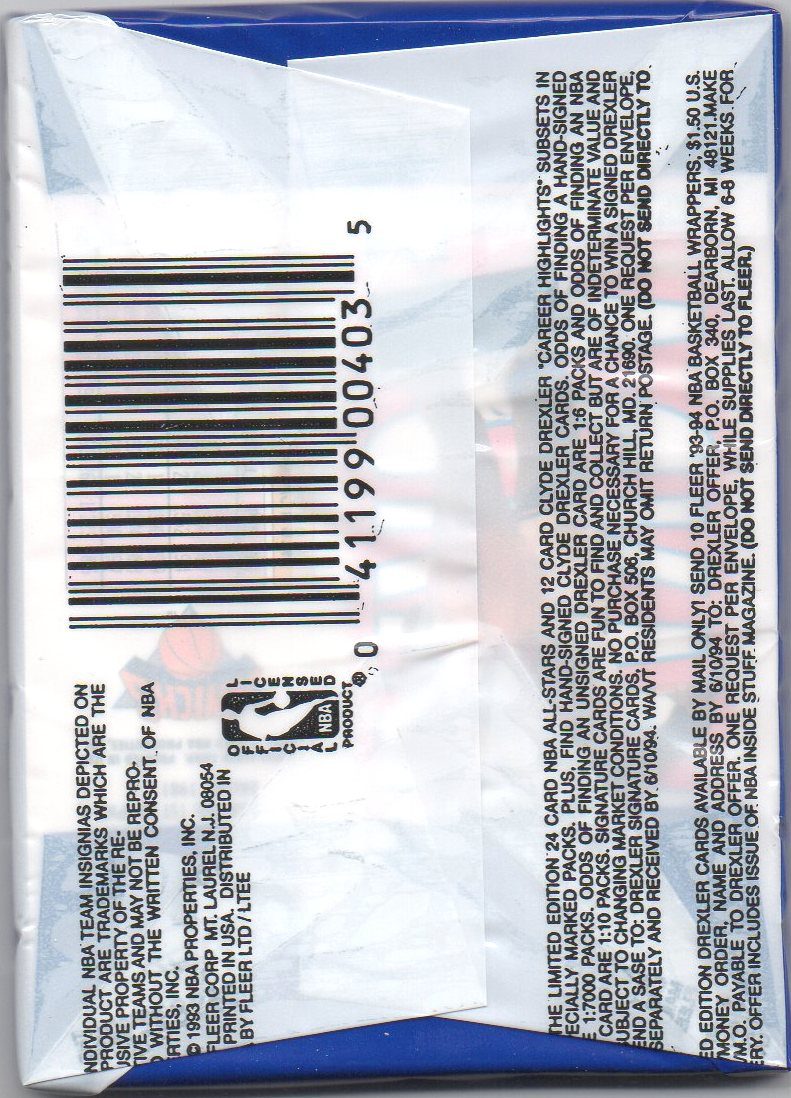 NDIVIDUAL NBA TEAM INSIGNIAS DEPICTED ON
PRODUCT ARE TRADEMARKS WHICH ARE THE
USIVE PROPERTY OF THE RE-
TIVE TEAMS AND MAY NOT BE REPRO-
D WITHOUT THE WRITTEN CONSENT OF NBA
RTIES, INC.
© 1993 NBA PROPERTIES, INC.
FLEER CORP MT. LAUREL N.J. 08054
PRINTED IN USA. DISTRIBUTED IN
BY FLEER LTD / LTEE
OFFICIAL
LICENSED
NBA
PRODUCT®
0 41199 00403 5
THE LIMITED EDITION 24 CARD NBA ALL-STARS AND 12 CARD CLYDE DREXLER "CAREER HIGHLIGHTS" SUBSETS IN
ECIALLY MARKED PACKS. PLUS, FIND HAND-SIGNED CLYDE DREXLER CARDS. ODDS OF FINDING A HAND-SIGNED
E 1:7000 PACKS. ODDS OF FINDING AN UNSIGNED DREXLER CARD ARE 1:6 PACKS AND ODDS OF FINDING AN NBA
CARD ARE 1:10 PACKS. SIGNATURE CARDS ARE FUN TO FIND AND COLLECT BUT ARE OF INDETERMINATE VALUE AND
UBJECT TO CHANGING MARKET CONDITIONS. NO PURCHASE NECESSARY FOR A CHANCE TO WIN A SIGNED DREXLER
END A SASE TO: DREXLER SIGNATURE CARDS, P.O. BOX 506, CHURCH HILL, MD. 21690. ONE REQUEST PER ENVELOPE,
SEPARATELY AND RECEIVED BY 6/10/94. WA/VT RESIDENTS MAY OMIT RETURN POSTAGE. (DO NOT SEND DIRECTLY TO
ED EDITION DREXLER CARDS AVAILABLE BY MAIL ONLY! SEND 10 FLEER '93-94 NBA BASKETBALL WRAPPERS, $1.50 U.S.
MONEY ORDER, NAME AND ADDRESS BY 6/10/94 TO: DREXLER OFFER, P.O. BOX 340, DEARBORN, MI 48121. MAKE
/M.O. PAYABLE TO DREXLER OFFER. ONE REQUEST PER ENVELOPE, WHILE SUPPLIES LAST. ALLOW 6-8 WEEKS FOR
ERY. OFFER INCLUDES ISSUE OF NBA INSIDE STUFF MAGAZINE. (DO NOT SEND DIRECTLY TO FLEER.)